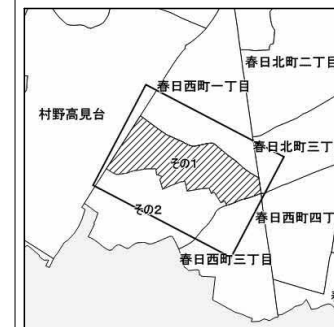 春日北町二丁目
春日西町一丁目
村野高見台
春日北町三丁
その1
その2
春日西町四丁
春日西町三丁目